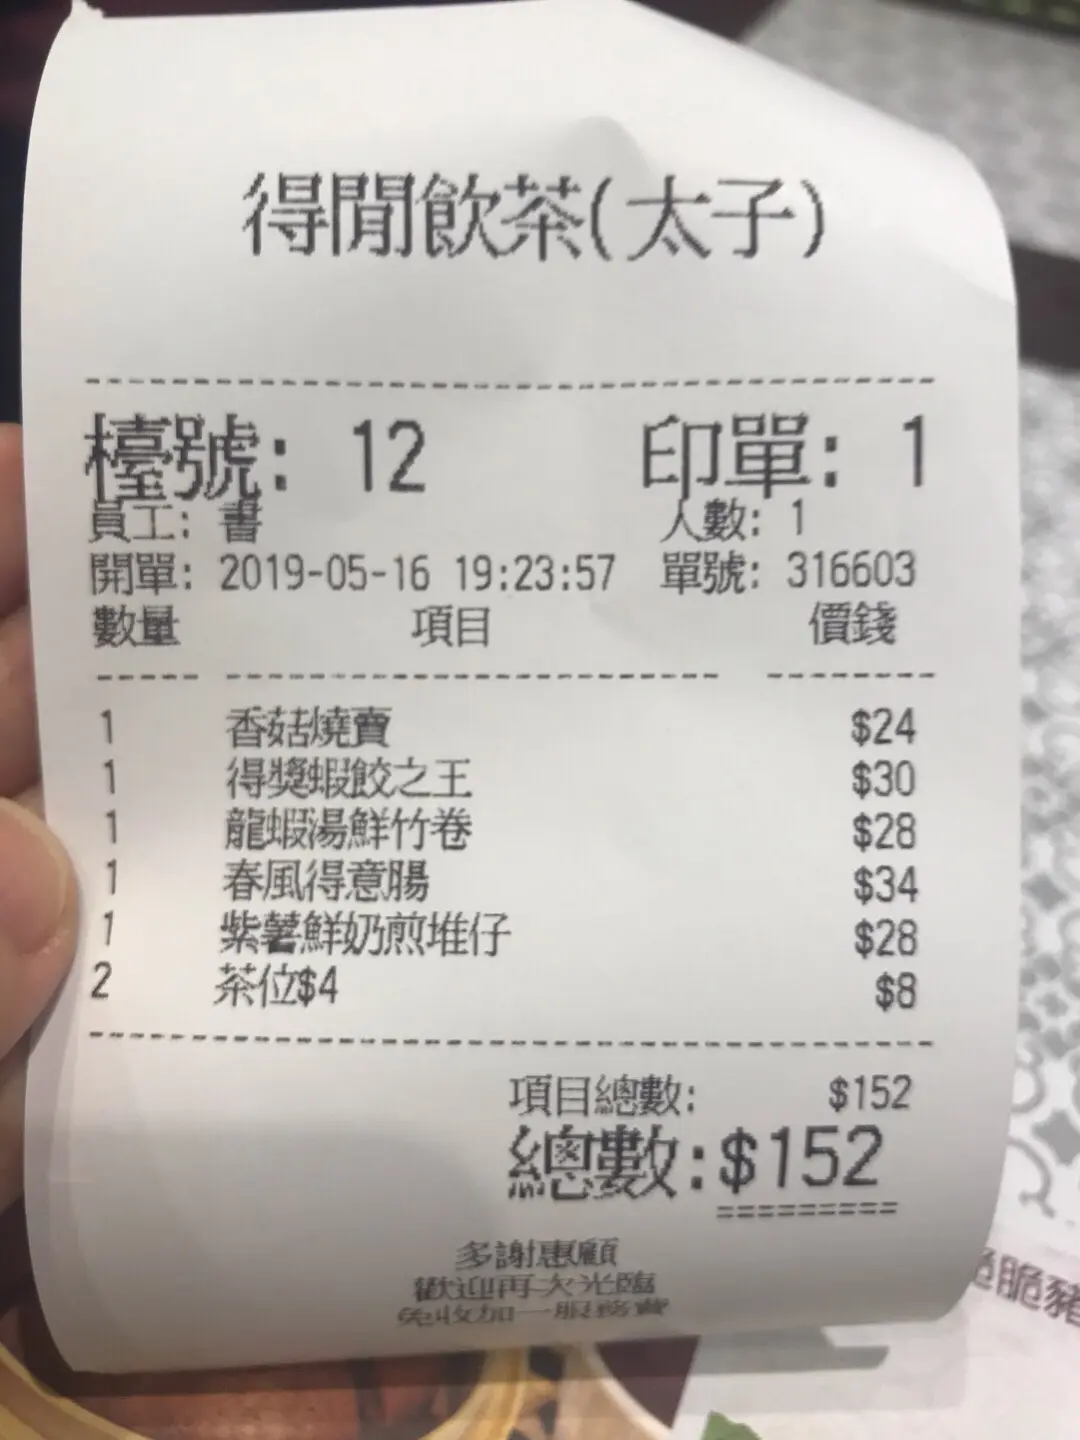 得閒飲茶(太子)
檯號: 12 印單: 1
員工: 書 人數: 1
開單: 2019-05-16 19:23:57 單號: 316603
數量 項目 價錢
1 香菇燒賣 $24
1 得獎蝦餃之王 $30
1 龍蝦湯鮮竹卷 $28
1 春風得意腸 $34
1 紫薯鮮奶煎堆仔 $28
2 茶位$4 $8
項目總數: $152
總數:$152
=========
多謝惠顧
歡迎再次光臨
免收加一服務費
脆豬